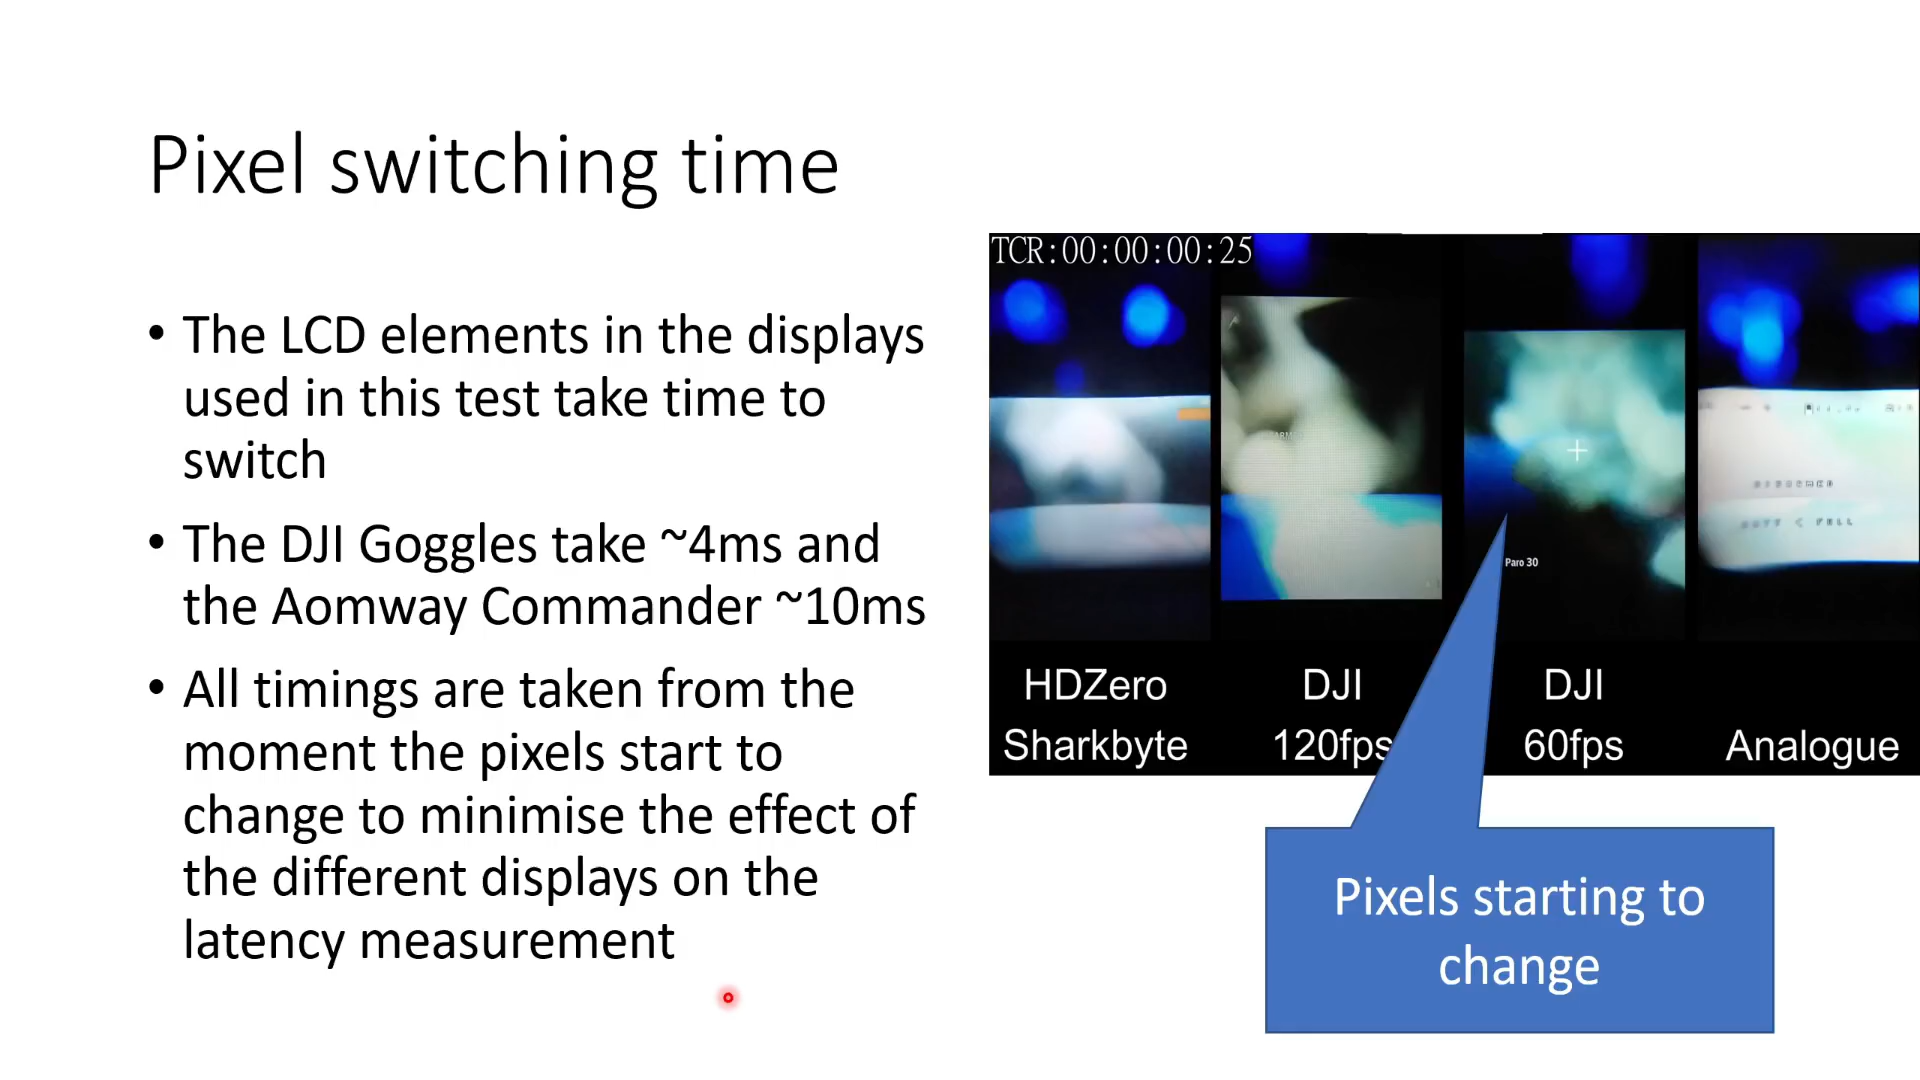 Pixel switching time
• The LCD elements in the displays
used in this test take time to
switch
• The DJI Goggles take ~4ms and
the Aomway Commander ~10ms
• All timings are taken from the
moment the pixels start to
change to minimise the effect of
the different displays on the
latency measurement
TCR:00:00:00:25
Paro 30
HDZero
Sharkbyte
DJI
120fps
DJI
60fps
Analogue
Pixels starting to
change